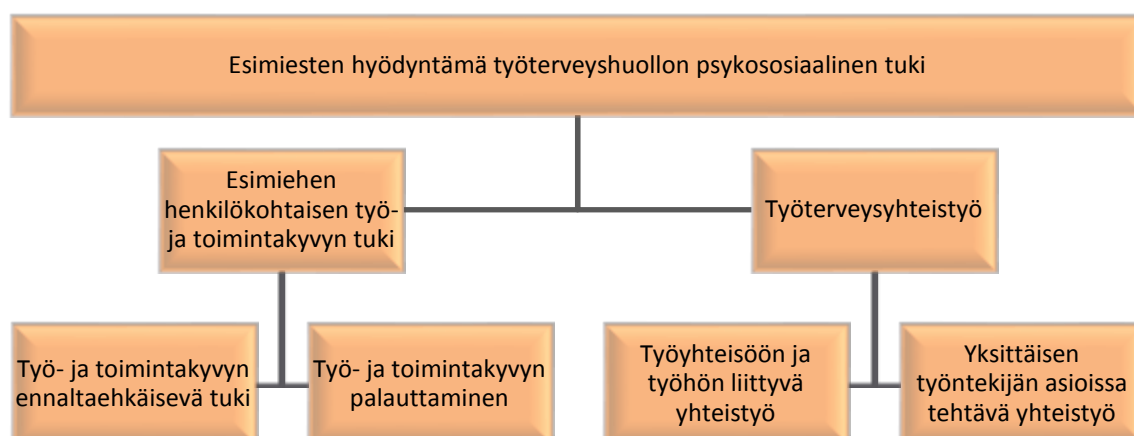 Esimiesten hyödyntämä työterveyshuollon psykososiaalinen tuki
Esimiehen
henkilökohtaisen työ-
ja toimintakyvyn tuki
Työterveysyhteistyö
Työ- ja toimintakyvyn
ennaltaehkäisevä tuki
Työ- ja toimintakyvyn
palauttaminen
Työyhteisöön ja
työhön liittyvä
yhteistyö
Yksittäisen
työntekijän asioissa
tehtävä yhteistyö